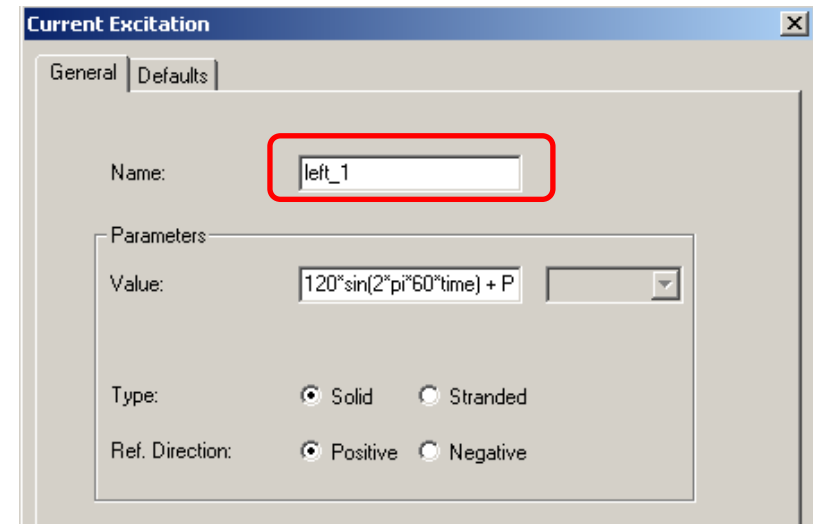 Current Excitation
General Defaults
Name: left_1
Parameters
Value: 120*sin(2*pi*60*time) + P
Type: Solid Stranded
Ref. Direction: Positive Negative